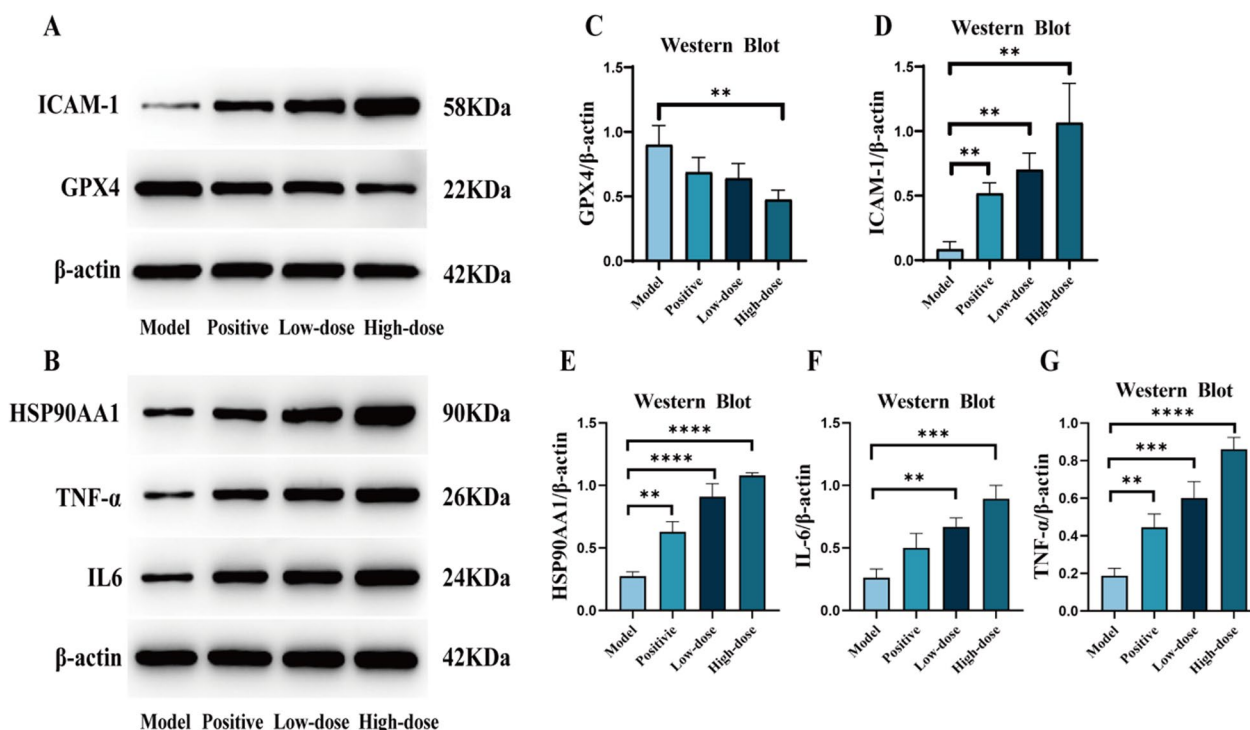 A
ICAM-1
58KDa
GPX4
22KDa
β-actin
42KDa
Model Positive Low-dose High-dose
B
HSP90AA1
90KDa
TNF-α
26KDa
IL6
24KDa
β-actin
42KDa
Model Positive Low-dose High-dose
C
Western Blot
GPX4/β-actin
1.5
1.0
0.5
0.0
**
Model
Positive
Low-dose
High-dose
D
Western Blot
ICAM-1/β-actin
1.5
1.0
0.5
0.0
**
**
**
Model
Positive
Low-dose
High-dose
E
Western Blot
HSP90AA1/β-actin
1.5
1.0
0.5
0.0
****
****
**
Model
Positivie
Low-dose
High-dose
F
Western Blot
IL-6/β-actin
1.5
1.0
0.5
0.0
***
**
Model
Positive
Low-dose
High-dose
G
Western Blot
TNF-α/β-actin
1.0
0.8
0.6
0.4
0.2
0.0
****
***
**
Model
Positive
Low-dose
High-dose